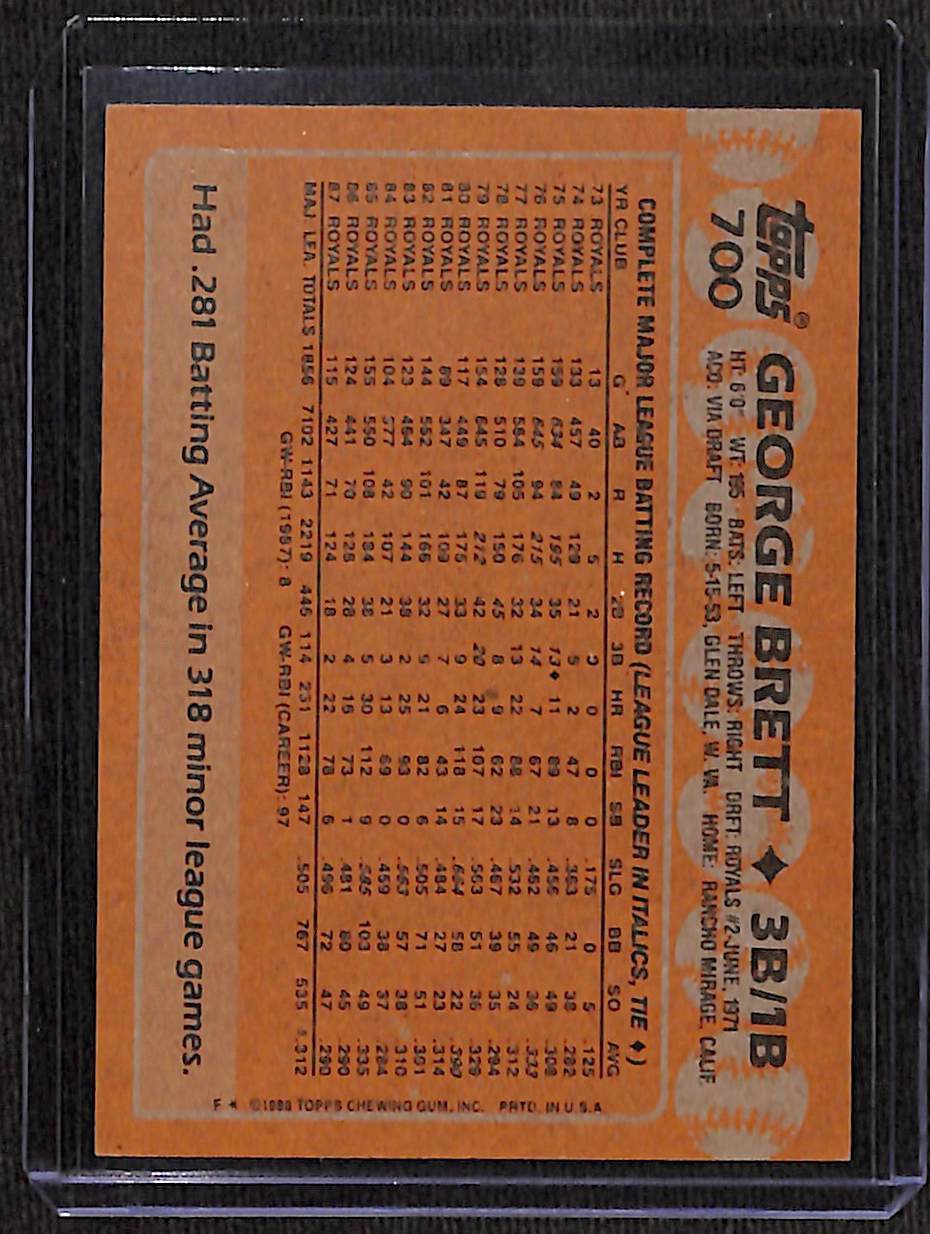 topps® GEORGE BRETT ♦ 3B/1B
700
HT: 6'0" WT: 195 BATS: LEFT THROWS: RIGHT DRFT: ROYALS #2-JUNE, 1971
ACQ: VIA DRAFT BORN: 5-15-53, GLEN DALE, W. VA. HOME: RANCHO MIRAGE, CALIF.
COMPLETE MAJOR LEAGUE BATTING RECORD (LEAGUE LEADER IN ITALICS, TIE ♦)
YR CLUB G AB R H 2B 3B HR RBI SB SLG BB SO AVG
73 ROYALS 13 40 2 5 2 0 0 0 0 .175 0 5 .125
74 ROYALS 133 457 49 129 21 5 2 47 8 .363 21 38 .282
75 ROYALS 159 634 84 195 35 13♦ 11 89 13 .456 46 49 .308
76 ROYALS 159 645 94 215 34 14 7 67 21 .462 49 36 .333
77 ROYALS 139 564 105 176 32 13 22 88 14 .532 55 24 .312
78 ROYALS 128 510 79 150 45 8 9 62 23 .467 39 35 .294
79 ROYALS 154 645 119 212 42 20 23 107 17 .563 51 36 .329
80 ROYALS 117 449 87 175 33 9 24 118 15 .664 58 22 .390
81 ROYALS 89 347 42 109 27 7 6 43 14 .484 27 23 .314
82 ROYALS 144 552 101 166 32 9 21 82 6 .505 71 51 .301
83 ROYALS 123 464 90 144 38 2 25 93 0 .563 57 38 .310
84 ROYALS 104 377 42 107 21 3 13 69 0 .459 38 37 .284
85 ROYALS 155 550 108 184 38 5 30 112 9 .585 103 49 .335
86 ROYALS 124 441 70 128 28 4 16 73 1 .481 80 45 .290
87 ROYALS 115 427 71 124 18 2 22 78 6 .496 72 47 .290
MAJ. LEA. TOTALS 1856 7102 1143 2219 446 114 231 1128 147 .505 767 535 .312
GW-RBI (1987): 8 GW-RBI (CAREER): 97
Had .281 Batting Average in 318 minor league games.
F * ©1988 TOPPS CHEWING GUM, INC. PRTD. IN U.S.A.